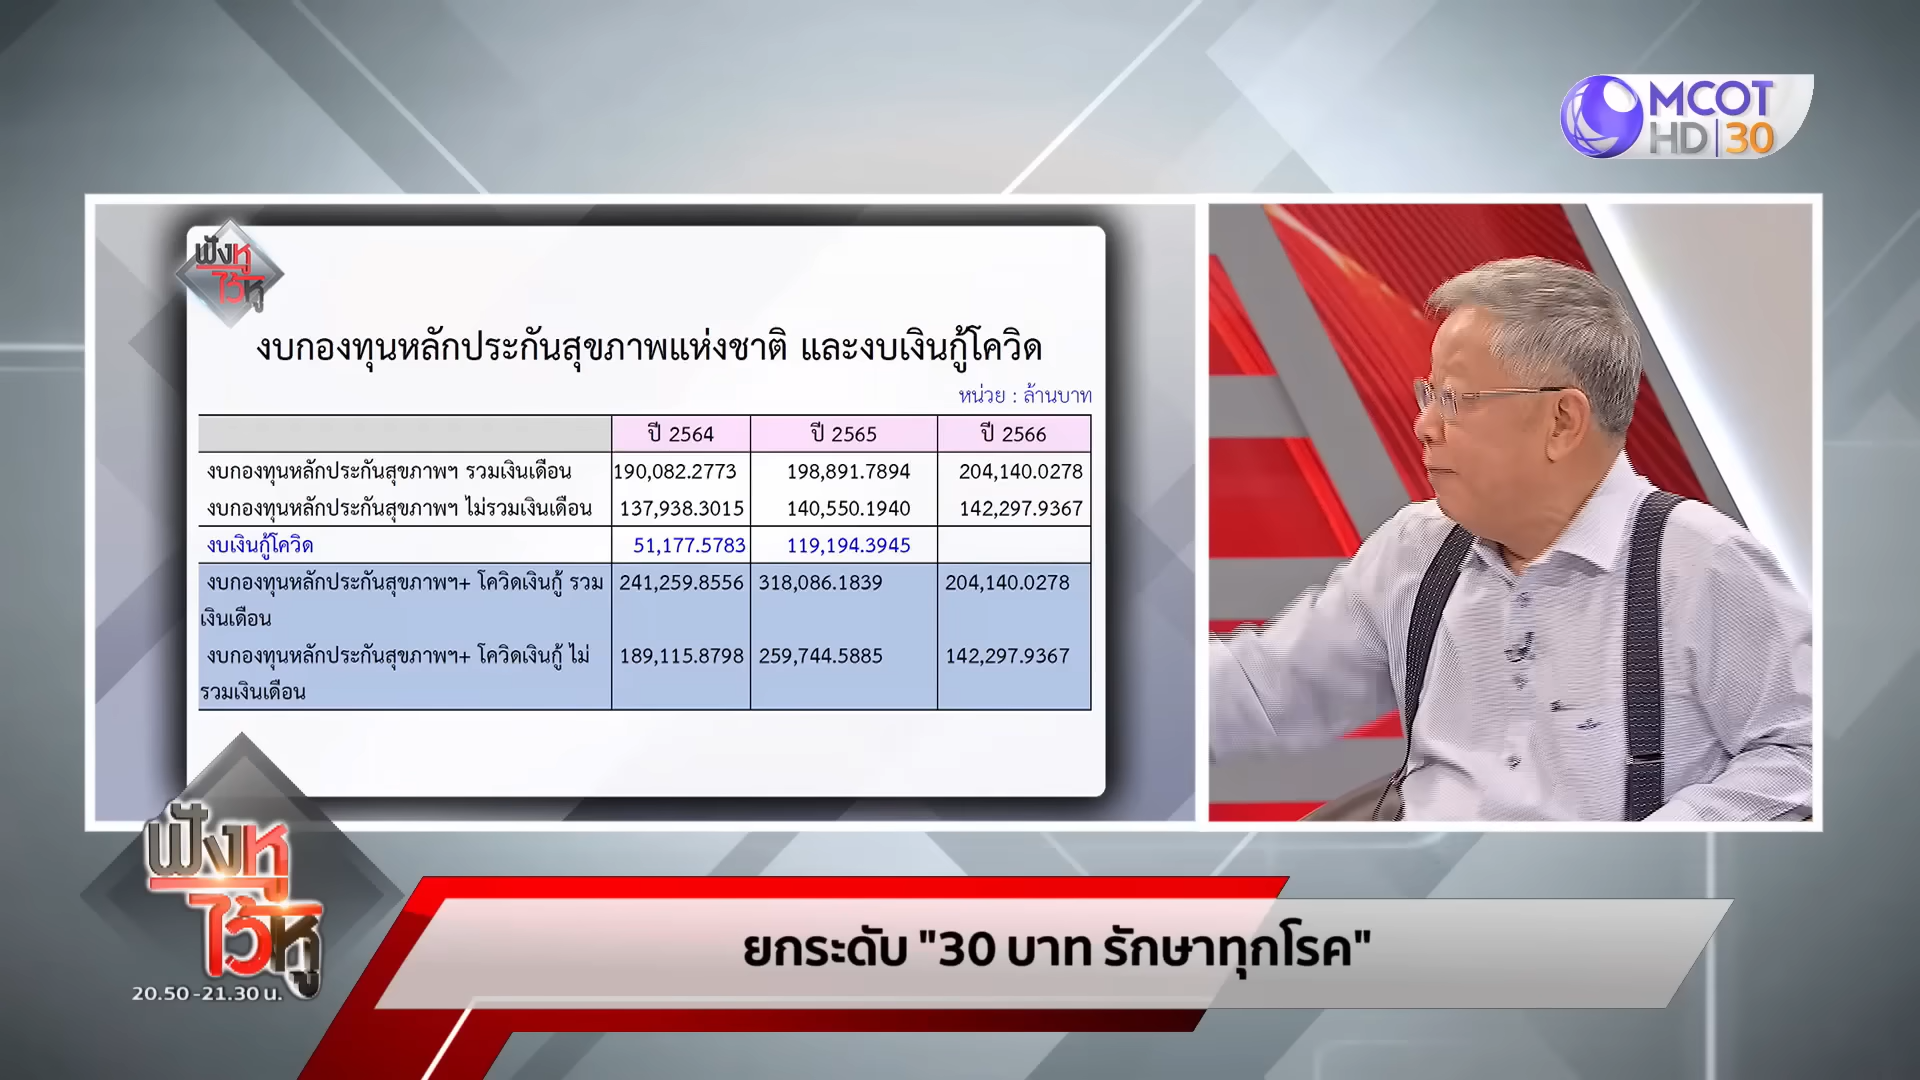 MCOT
HD|30
ฟังหู
ไว้หู
งบกองทุนหลักประกันสุขภาพแห่งชาติ และงบเงินกู้โควิด
หน่วย : ล้านบาท
ปี 2564 ปี 2565 ปี 2566
งบกองทุนหลักประกันสุขภาพฯ รวมเงินเดือน 190,082.2773 198,891.7894 204,140.0278
งบกองทุนหลักประกันสุขภาพฯ ไม่รวมเงินเดือน 137,938.3015 140,550.1940 142,297.9367
งบเงินกู้โควิด 51,177.5783 119,194.3945
งบกองทุนหลักประกันสุขภาพฯ+ โควิดเงินกู้ รวม 241,259.8556 318,086.1839 204,140.0278
เงินเดือน
งบกองทุนหลักประกันสุขภาพฯ+ โควิดเงินกู้ ไม่ 189,115.8798 259,744.5885 142,297.9367
รวมเงินเดือน
ฟังหู
ไว้หู
20.50 -21.30 น.
ยกระดับ "30 บาท รักษาทุกโรค"